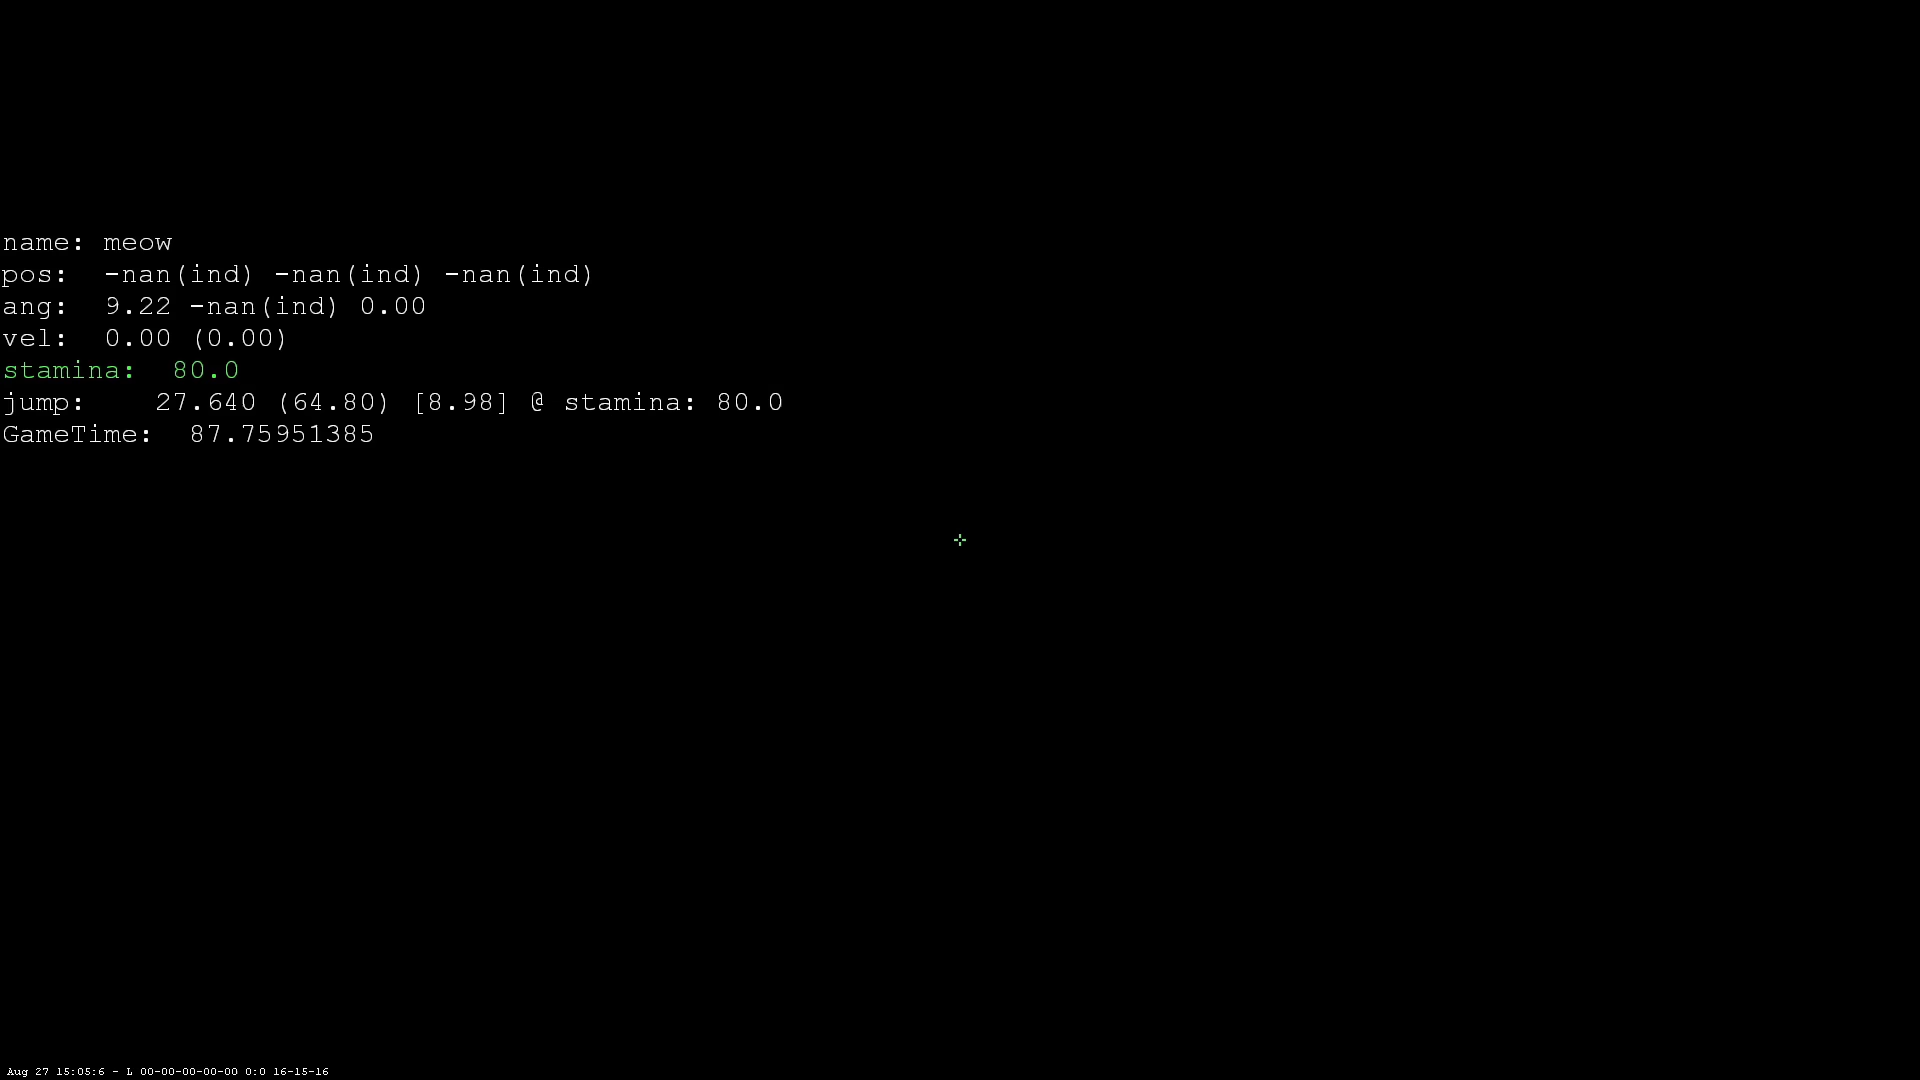 name: meow
pos:  -nan(ind) -nan(ind) -nan(ind)
ang:  9.22 -nan(ind) 0.00
vel:  0.00 (0.00)
stamina:  80.0
jump:    27.640 (64.80) [8.98] @ stamina: 80.0
GameTime:  87.75951385
Aug 27 15:05:6 - L 00-00-00-00-00 0:0 16-15-16